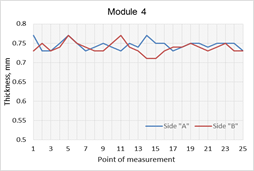 Module 4
Thickness, mm
0.8
0.75
0.7
0.65
0.6
0.55
0.5
1 3 5 7 9 11 13 15 17 19 21 23 25
Side "A" Side "B"
Point of measurement